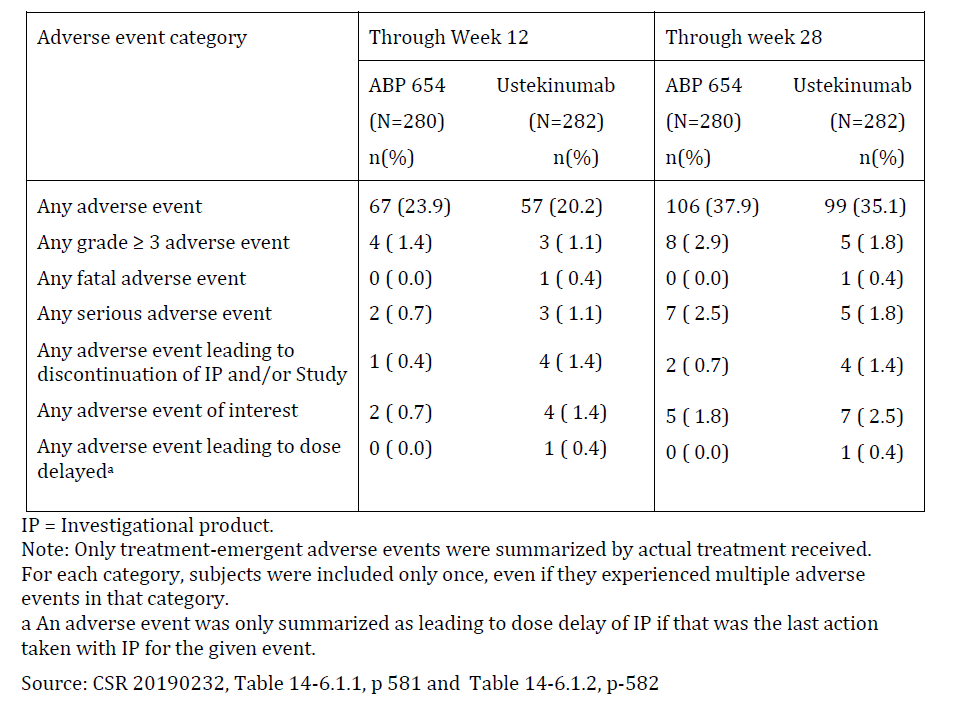 Adverse event category Through Week 12 Through week 28
ABP 654 Ustekinumab ABP 654 Ustekinumab
(N=280) (N=282) (N=280) (N=282)
n(%) n(%) n(%) n(%)
Any adverse event 67 (23.9) 57 (20.2) 106 (37.9) 99 (35.1)
Any grade ≥ 3 adverse event 4 ( 1.4) 3 ( 1.1) 8 ( 2.9) 5 ( 1.8)
Any fatal adverse event 0 ( 0.0) 1 ( 0.4) 0 ( 0.0) 1 ( 0.4)
Any serious adverse event 2 ( 0.7) 3 ( 1.1) 7 ( 2.5) 5 ( 1.8)
Any adverse event leading to
discontinuation of IP and/or Study 1 ( 0.4) 4 ( 1.4) 2 ( 0.7) 4 ( 1.4)
Any adverse event of interest 2 ( 0.7) 4 ( 1.4) 5 ( 1.8) 7 ( 2.5)
Any adverse event leading to dose 0 ( 0.0) 1 ( 0.4) 0 ( 0.0) 1 ( 0.4)
delayedᵃ
IP = Investigational product.
Note: Only treatment-emergent adverse events were summarized by actual treatment received.
For each category, subjects were included only once, even if they experienced multiple adverse
events in that category.
a An adverse event was only summarized as leading to dose delay of IP if that was the last action
taken with IP for the given event.
Source: CSR 20190232, Table 14-6.1.1, p 581 and Table 14-6.1.2, p-582